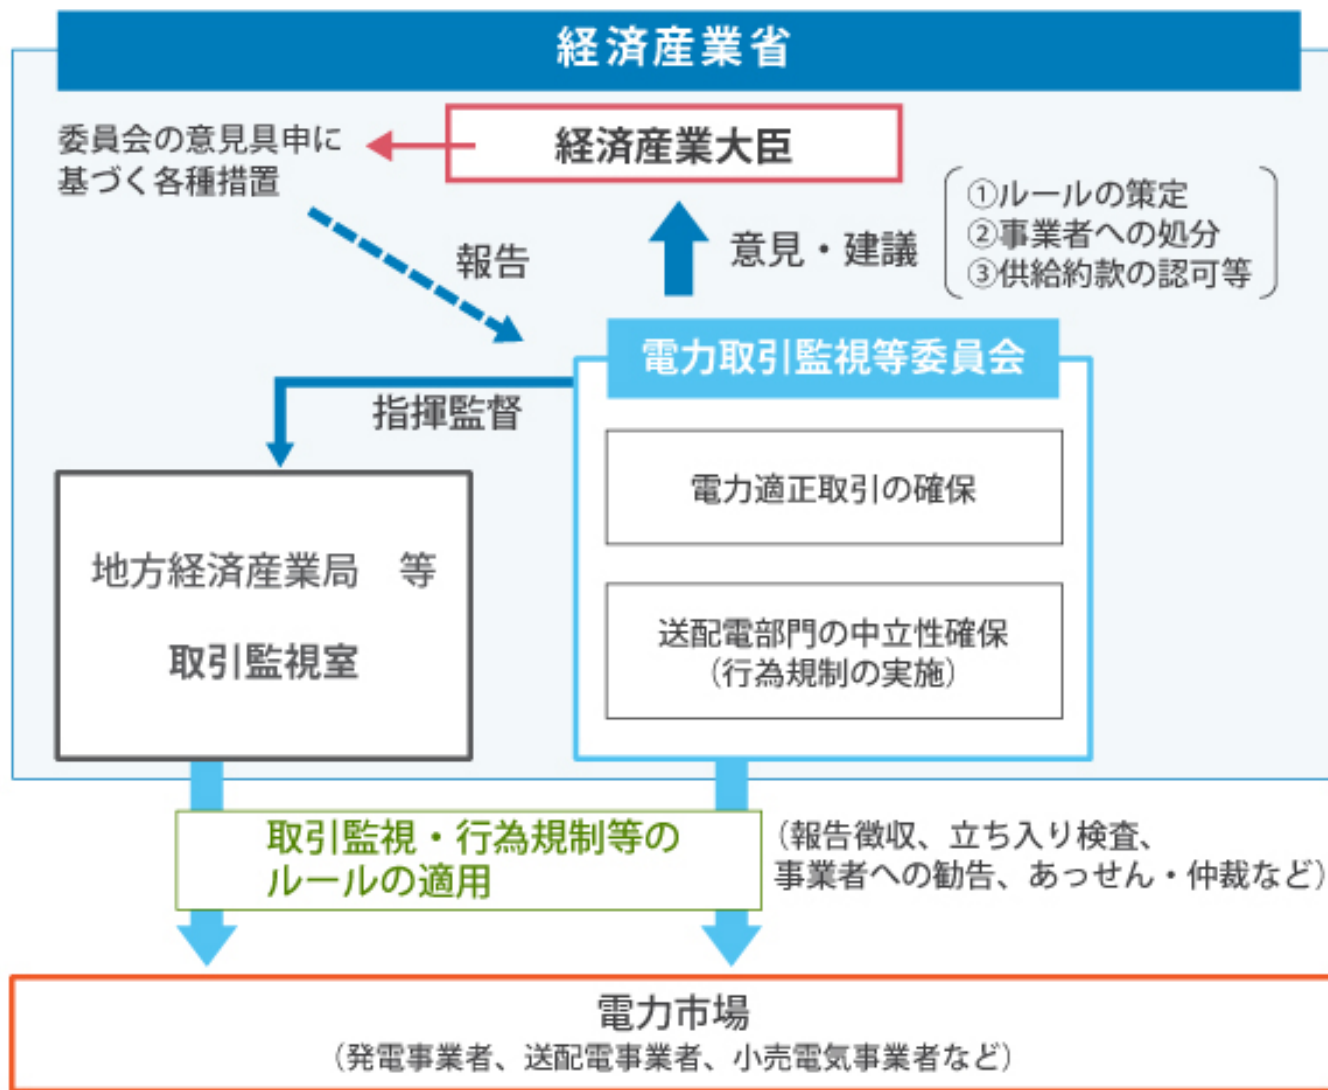 経済産業省
委員会の意見具申に
基づく各種措置
経済産業大臣
報告
意見・建議
①ルールの策定
②事業者への処分
③供給約款の認可等
電力取引監視等委員会
指揮監督
電力適正取引の確保
送配電部門の中立性確保
（行為規制の実施）
地方経済産業局　等
取引監視室
取引監視・行為規制等の
ルールの適用
（報告徴収、立ち入り検査、
事業者への勧告、あっせん・仲裁など）
電力市場
（発電事業者、送配電事業者、小売電気事業者など）